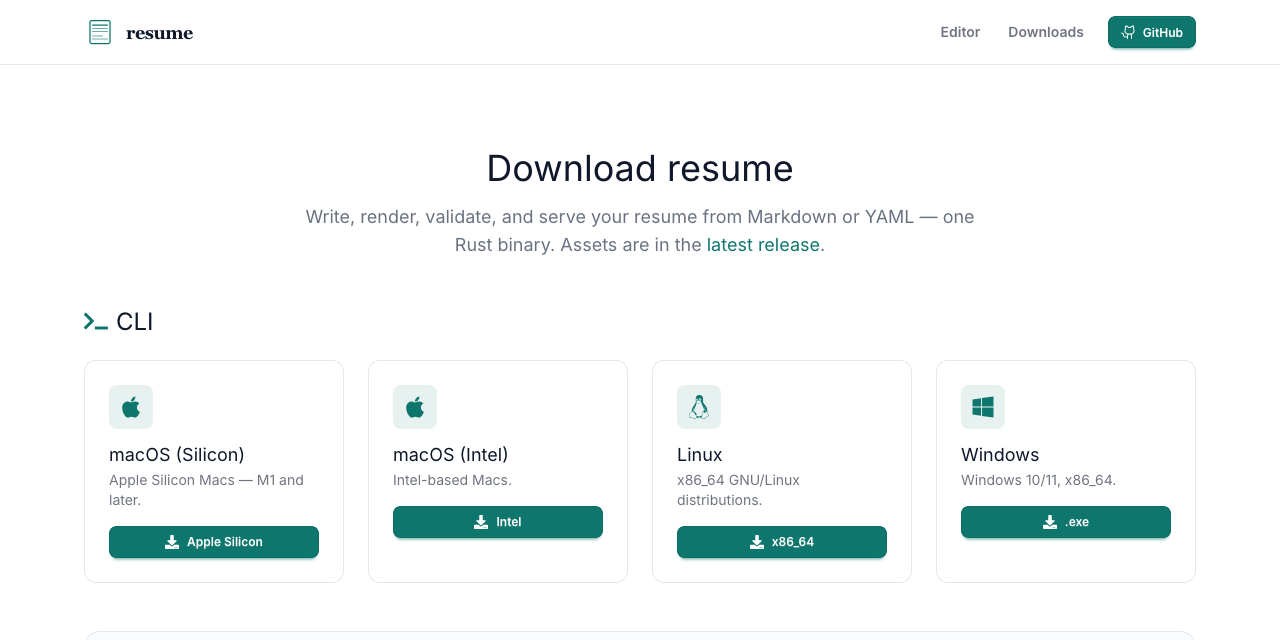 resume
Editor
Downloads
GitHub
Download resume
Write, render, validate, and serve your resume from Markdown or YAML — one
Rust binary. Assets are in the latest release.
CLI
macOS (Silicon)
Apple Silicon Macs — M1 and
later.
Apple Silicon
macOS (Intel)
Intel-based Macs.
Intel
Linux
x86_64 GNU/Linux
distributions.
x86_64
Windows
Windows 10/11, x86_64.
.exe